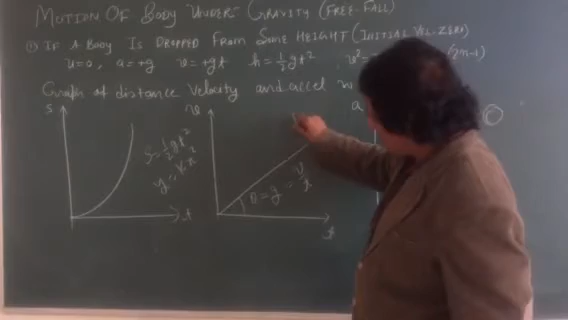 MOTION OF BODY UNDER GRAVITY (FREE-FALL)
① IF A BODY IS DROPPED FROM SOME HEIGHT (INITIAL VEL-ZERO)
u=0, a=+g v=+gt h=½gt² v²= (2n-1)
Graph of distance velocity and accel
s
v
a
S=½gt²
y=k.x²
θ=g=v/t
t
t